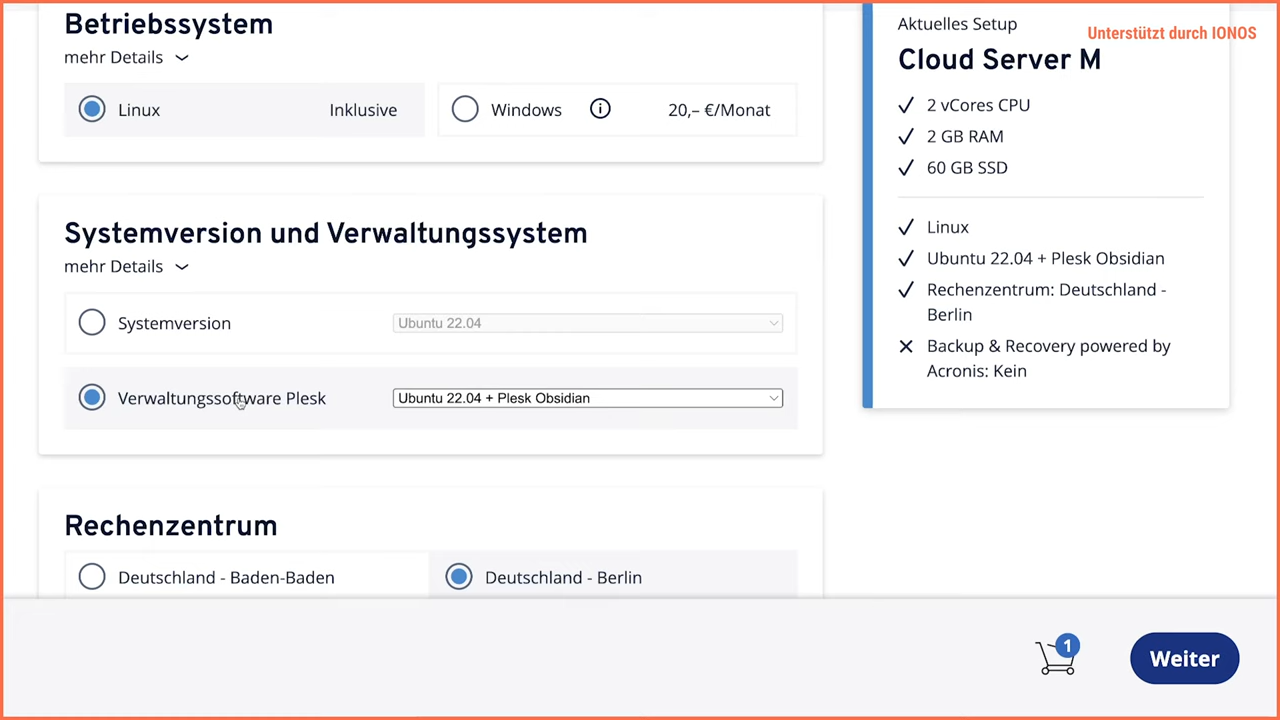 Betriebssystem
mehr Details
Linux Inklusive
Windows 20,– €/Monat
Systemversion und Verwaltungssystem
mehr Details
Systemversion Ubuntu 22.04
Verwaltungssoftware Plesk Ubuntu 22.04 + Plesk Obsidian
Rechenzentrum
Deutschland - Baden-Baden
Deutschland - Berlin
Aktuelles Setup
Unterstützt durch IONOS
Cloud Server M
2 vCores CPU
2 GB RAM
60 GB SSD
Linux
Ubuntu 22.04 + Plesk Obsidian
Rechenzentrum: Deutschland -
Berlin
Backup & Recovery powered by
Acronis: Kein
1
Weiter